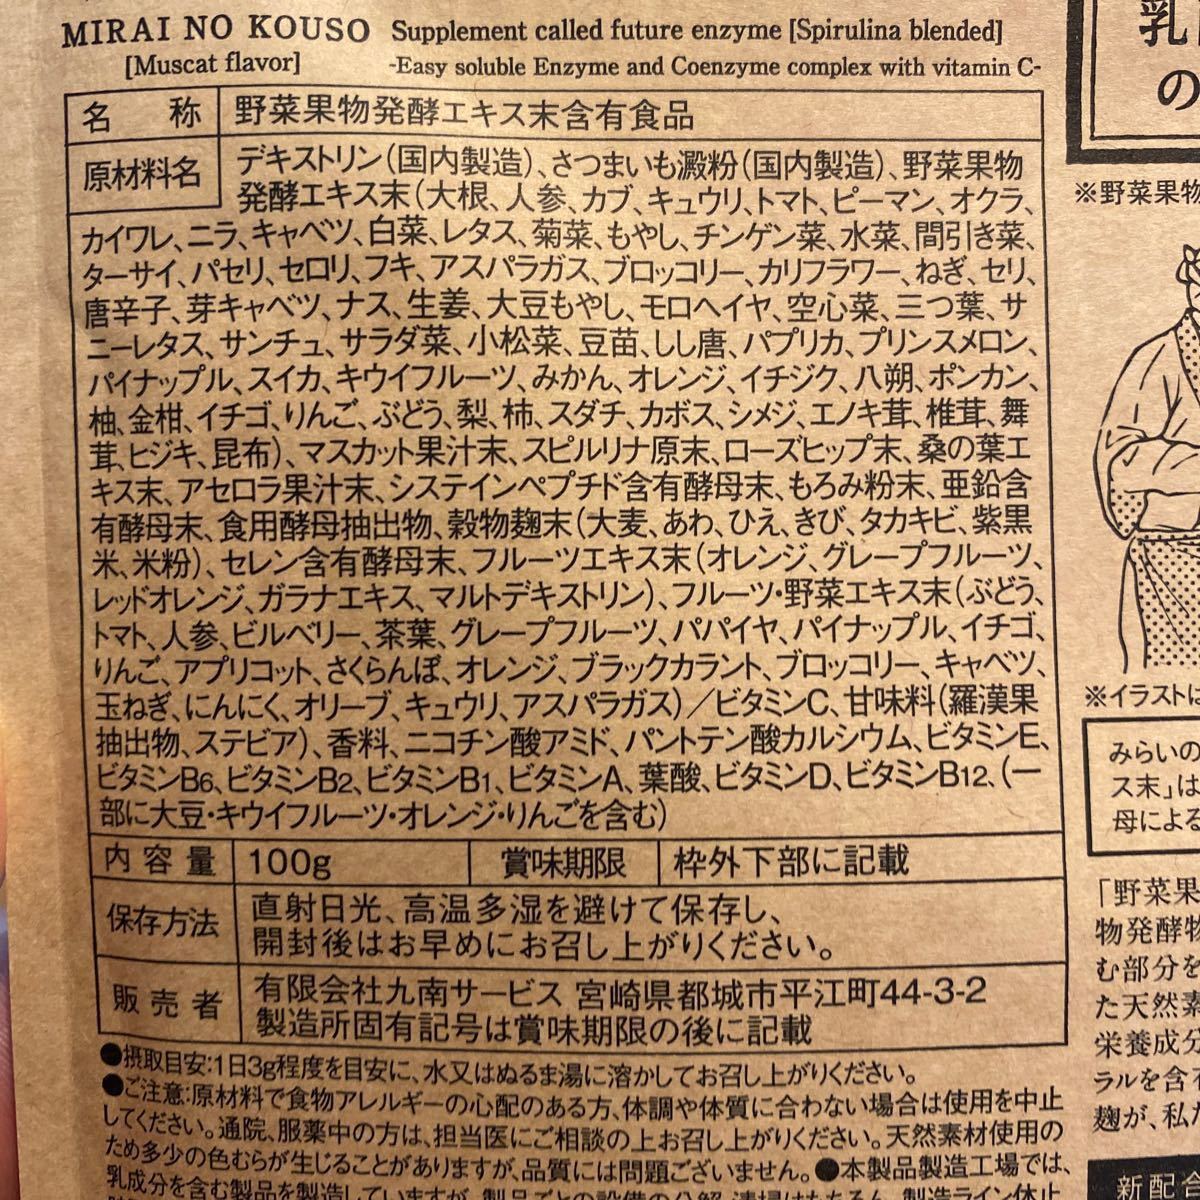 MIRAI NO KOUSO Supplement called future enzyme [Spirulina blended]
[Muscat flavor] -Easy soluble Enzyme and Coenzyme complex with vitamin C-
名 称 野菜果物発酵エキス末含有食品
原材料名 デキストリン(国内製造)、さつまいも澱粉(国内製造)、野菜果物
発酵エキス末(大根、人参、カブ、キュウリ、トマト、ピーマン、オクラ、
カイワレ、ニラ、キャベツ、白菜、レタス、菊菜、もやし、チンゲン菜、水菜、間引き菜、
ターサイ、パセリ、セロリ、フキ、アスパラガス、ブロッコリー、カリフラワー、ねぎ、セリ、
唐辛子、芽キャベツ、ナス、生姜、大豆もやし、モロヘイヤ、空心菜、三つ葉、サ
ニーレタス、サンチュ、サラダ菜、小松菜、豆苗、しし唐、パプリカ、プリンスメロン、
パイナップル、スイカ、キウイフルーツ、みかん、オレンジ、イチジク、八朔、ポンカン、
柚、金柑、イチゴ、りんご、ぶどう、梨、柿、スダチ、カボス、シメジ、エノキ茸、椎茸、舞
茸、ヒジキ、昆布)、マスカット果汁末、スピルリナ原末、ローズヒップ末、桑の葉エ
キス末、アセロラ果汁末、システインペプチド含有酵母末、もろみ粉末、亜鉛含
有酵母末、食用酵母抽出物、穀物麹末(大麦、あわ、ひえ、きび、タカキビ、紫黒
米、米粉)、セレン含有酵母末、フルーツエキス末(オレンジ、グレープフルーツ、
レッドオレンジ、ガラナエキス、マルトデキストリン)、フルーツ・野菜エキス末(ぶどう、
トマト、人参、ビルベリー、茶葉、グレープフルーツ、パパイヤ、パイナップル、イチゴ、
りんご、アプリコット、さくらんぼ、オレンジ、ブラックカラント、ブロッコリー、キャベツ、
玉ねぎ、にんにく、オリーブ、キュウリ、アスパラガス)/ビタミンC、甘味料(羅漢果
抽出物、ステビア)、香料、ニコチン酸アミド、パントテン酸カルシウム、ビタミンE、
ビタミンB6、ビタミンB2、ビタミンB1、ビタミンA、葉酸、ビタミンD、ビタミンB12、(一
部に大豆・キウイフルーツ・オレンジ・りんごを含む)
内容量 100g 賞味期限 枠外下部に記載
保存方法 直射日光、高温多湿を避けて保存し、
開封後はお早めにお召し上がりください。
販売者 有限会社九南サービス 宮崎県都城市平江町44-3-2
製造所固有記号は賞味期限の後に記載
●摂取目安:1日3g程度を目安に、水又はぬるま湯に溶かしてお召し上がりください。
●ご注意:原材料で食物アレルギーの心配のある方、体調や体質に合わない場合は使用を中止
してください。通院、服薬中の方は、担当医にご相談の上お召し上がりください。天然素材使用の
ため多少の色むらが生じることがありますが、品質には問題ございません。●本製品製造工場では、
乳成分を含む製品を製造していますが、製品ごとの設備の分解、清掃はもちろん、製造ライン休止
乳
の
※野菜果物
※イラストは
みらいの
ス末」は
母による
「野菜果
物発酵物
む部分を
た天然素
栄養成分
ラルを含有
麹が、私た
新配合